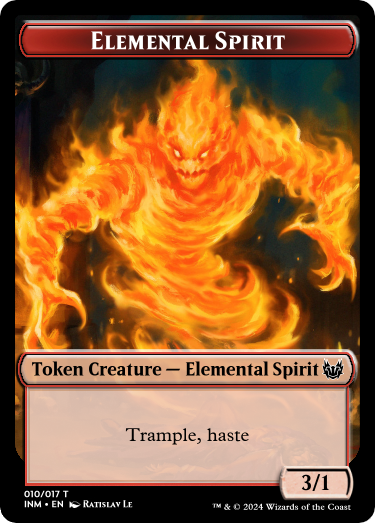 Elemental Spirit
Token Creature — Elemental Spirit
Trample, haste
3/1
010/017 T
INM • EN Ratislav Le
™ & © 2024 Wizards of the Coast